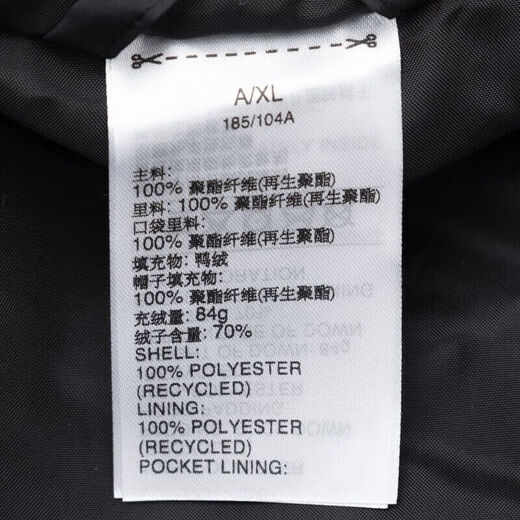 A/XL
185/104A
主料:
100% 聚酯纤维(再生聚酯)
里料: 100% 聚酯纤维(再生聚酯)
口袋里料:
100% 聚酯纤维(再生聚酯)
填充物: 鸭绒
帽子填充物:
100% 聚酯纤维(再生聚酯)
充绒量: 84g
绒子含量: 70%
SHELL:
100% POLYESTER
(RECYCLED)
LINING:
100% POLYESTER
(RECYCLED)
POCKET LINING: